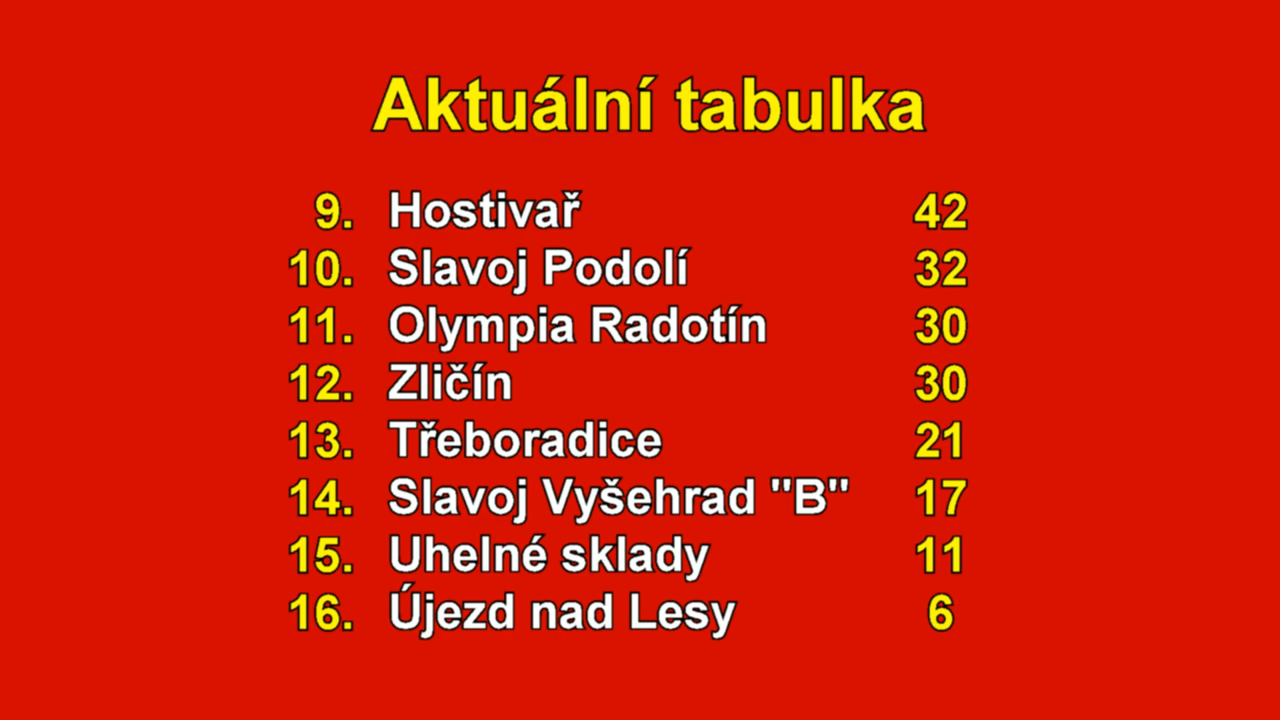 Aktuální tabulka
9. Hostivař 42
10. Slavoj Podolí 32
11. Olympia Radotín 30
12. Zličín 30
13. Třeboradice 21
14. Slavoj Vyšehrad "B" 17
15. Uhelné sklady 11
16. Újezd nad Lesy 6